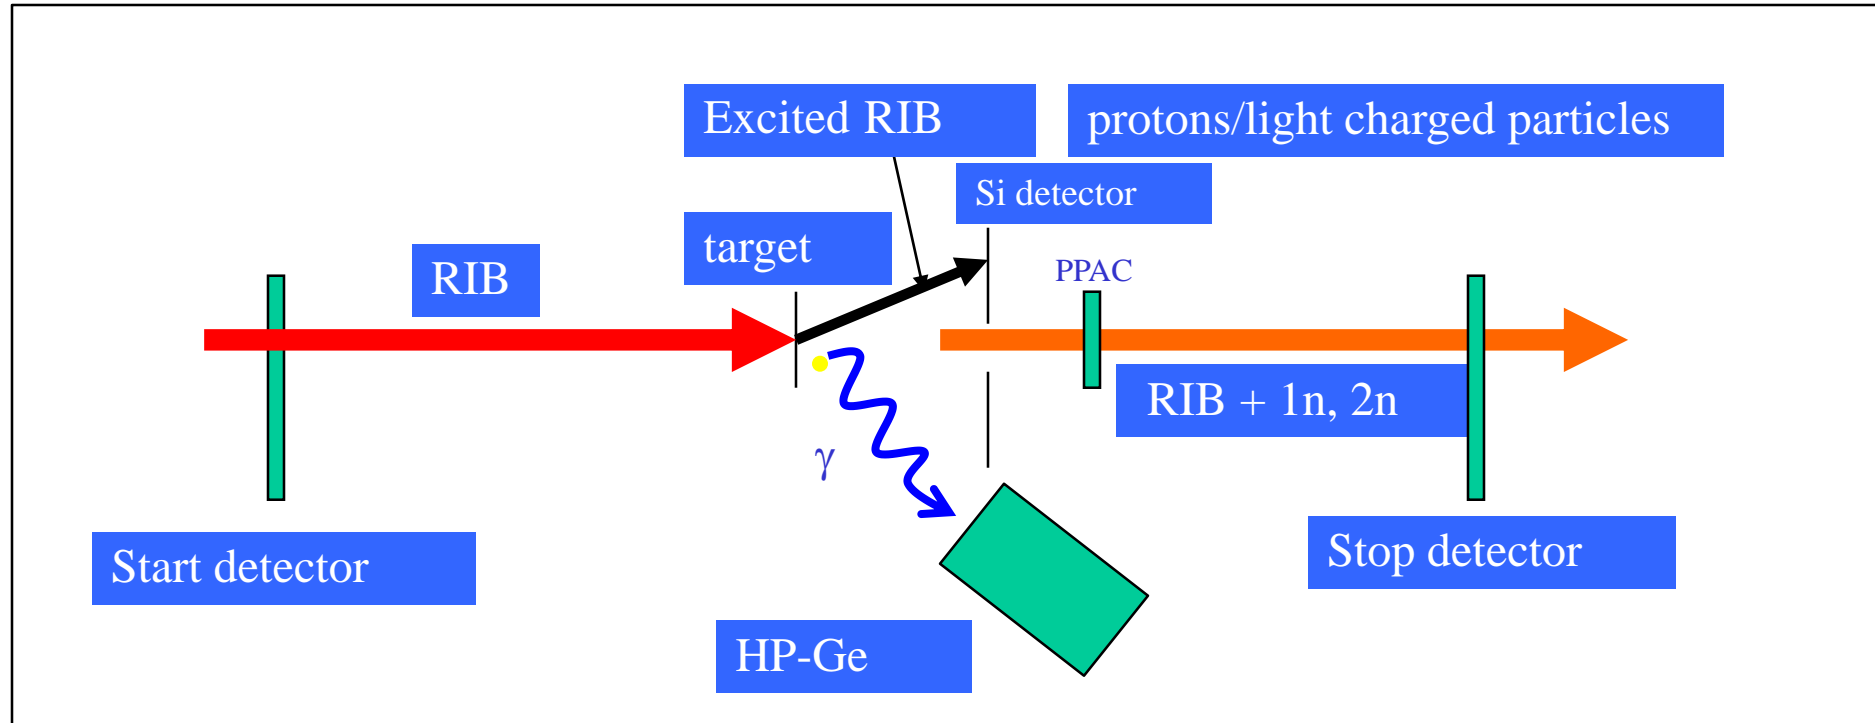 Excited RIB
protons/light charged particles
Si detector
target
RIB
PPAC
RIB + 1n, 2n
γ
Start detector
Stop detector
HP-Ge